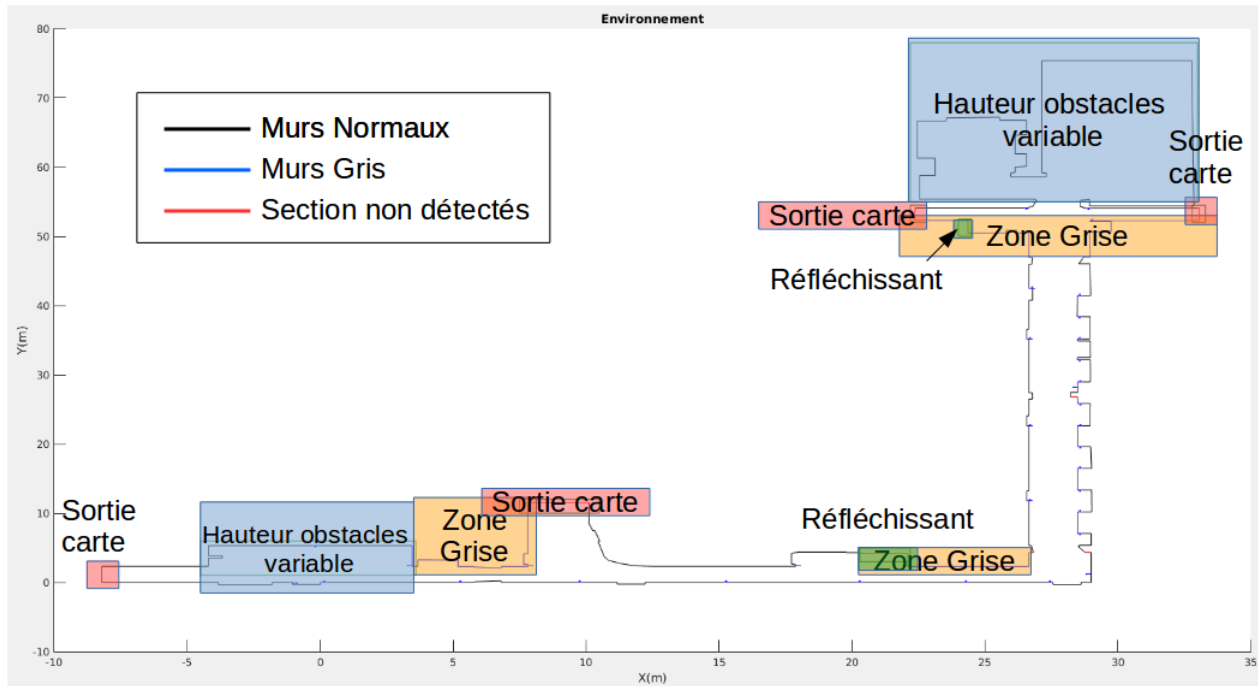 Environnement
80
70
60
50
40
30
20
10
0
-10
Y(m)
Murs Normaux
Murs Gris
Section non détectés
Hauteur obstacles
variable
Sortie
carte
Sortie carte
Zone Grise
Réfléchissant
Sortie
carte
Hauteur obstacles
variable
Zone
Grise
Sortie carte
Réfléchissant
Zone Grise
-10
-5
0
5
10
15
20
25
30
35
X(m)